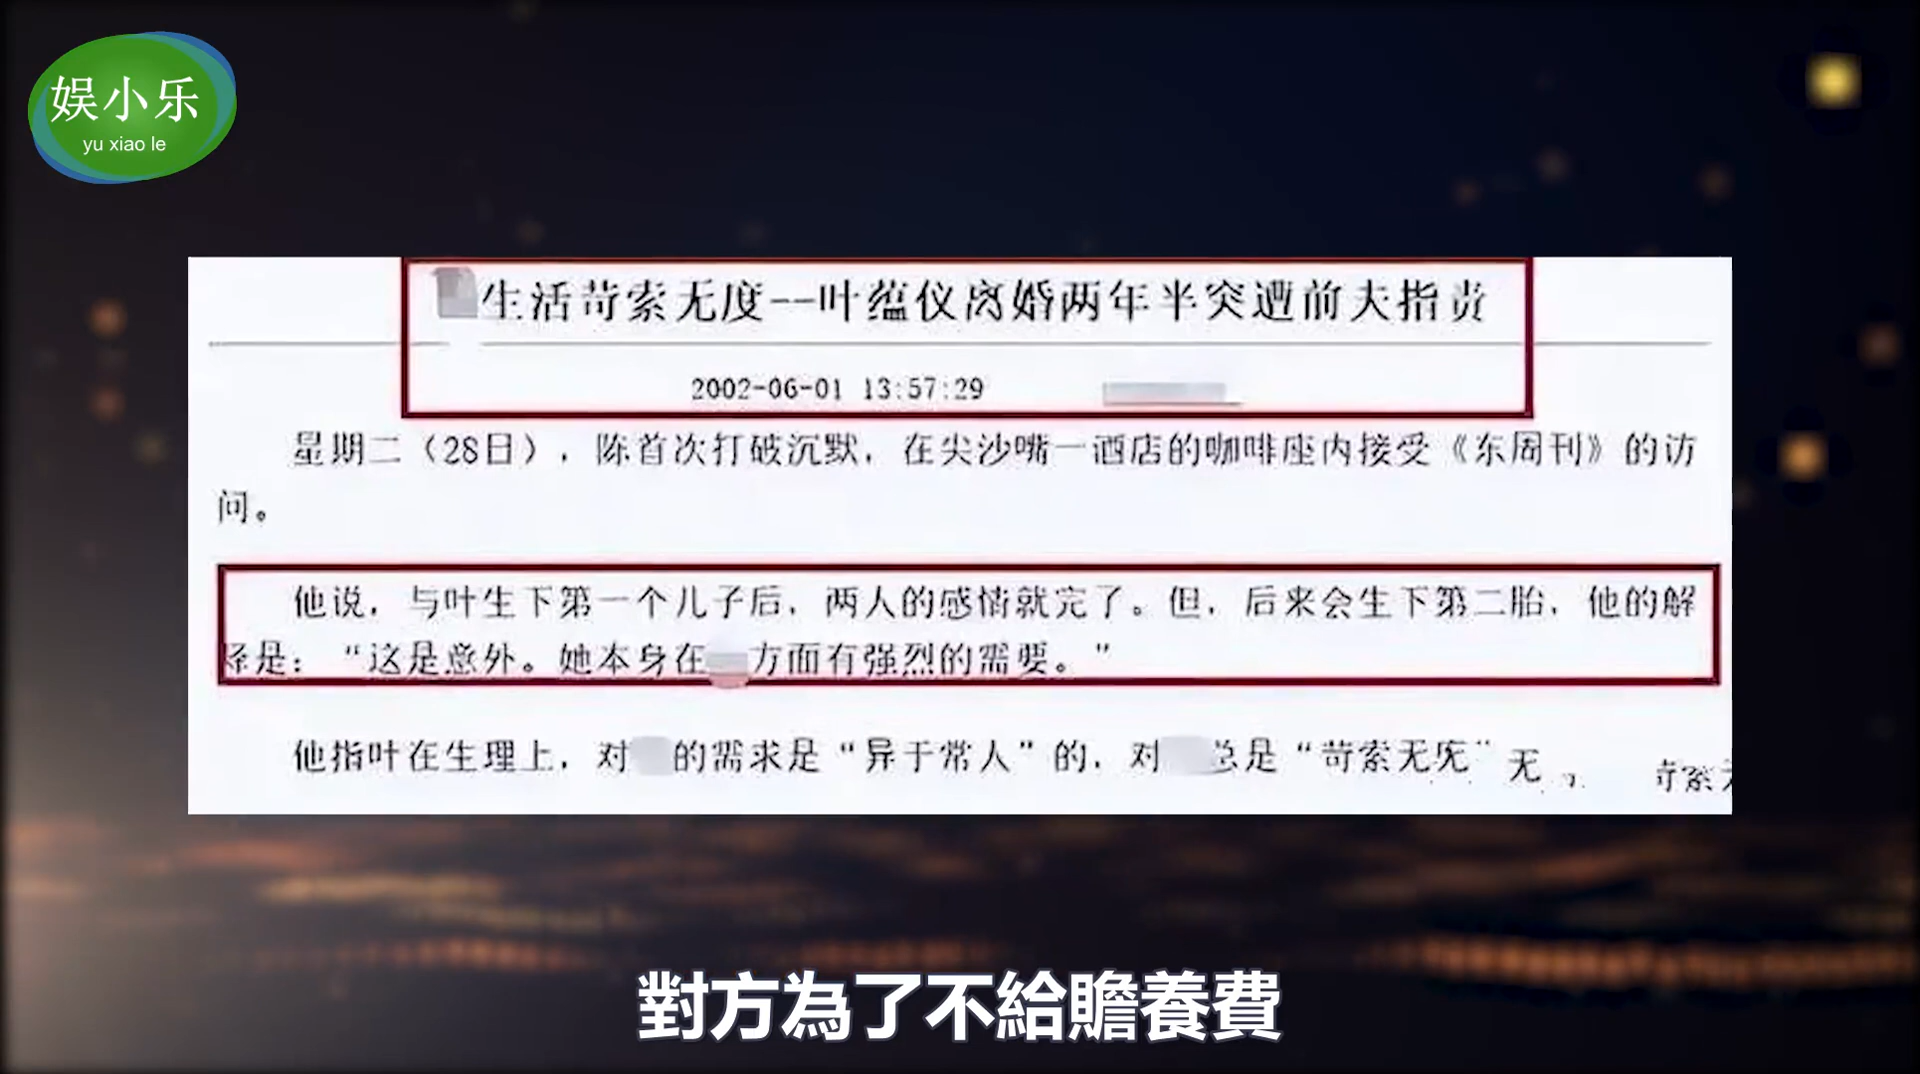 娱小乐
yu xiao le
生活苛索无度--叶蕴仪离婚两年半突遭前夫指责
2002-06-01 13:57:29
星期二（28日），陈首次打破沉默，在尖沙嘴一酒店的咖啡座内接受《东周刊》的访
问。
他说，与叶生下第一个儿子后，两人的感情就完了。但，后来会生下第二胎，他的解
释是：“这是意外。她本身在方面有强烈的需要。”
他指叶在生理上，对的需求是“异于常人”的，对总是“苛索无度” 无
苛索
對方為了不給贍養費